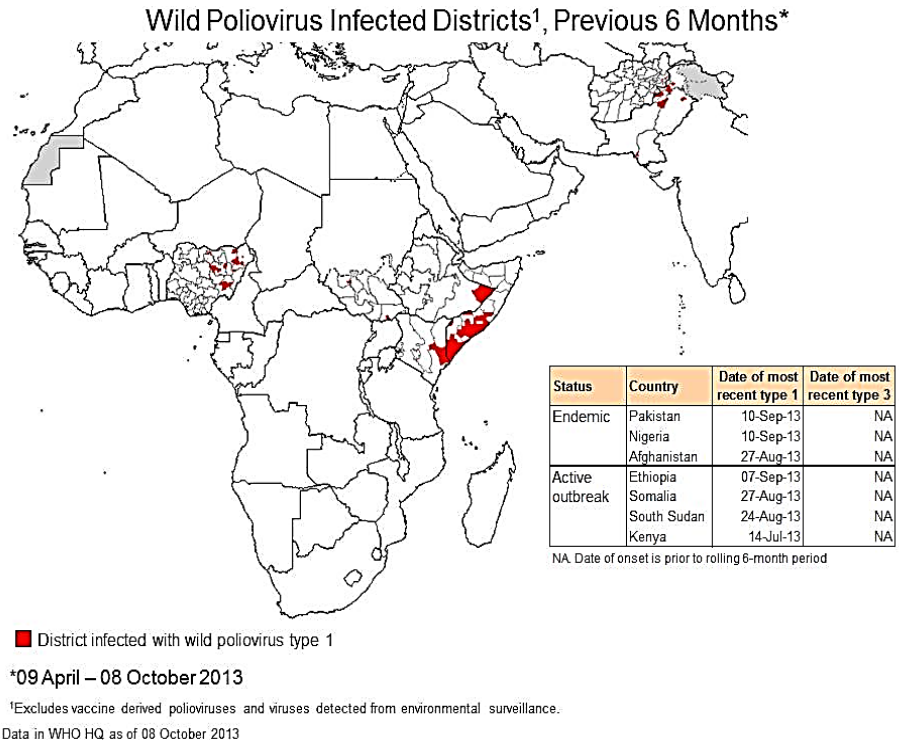 Wild Poliovirus Infected Districts¹, Previous 6 Months*
Status Country Date of most recent type 1 Date of most recent type 3
Endemic Pakistan 10-Sep-13 NA
Nigeria 10-Sep-13 NA
Afghanistan 27-Aug-13 NA
Active outbreak Ethiopia 07-Sep-13 NA
Somalia 27-Aug-13 NA
South Sudan 24-Aug-13 NA
Kenya 14-Jul-13 NA
NA. Date of onset is prior to rolling 6-month period
District infected with wild poliovirus type 1
*09 April – 08 October 2013
¹Excludes vaccine derived polioviruses and viruses detected from environmental surveillance.
Data in WHO HQ as of 08 October 2013